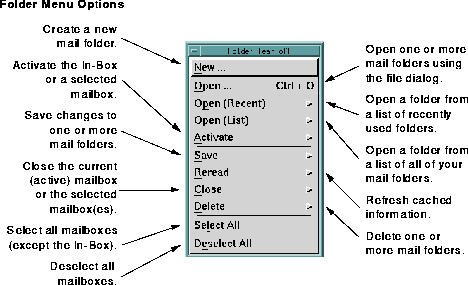 Folder Menu Options
Create a new
mail folder.
Activate the In-Box
or a selected
mailbox.
Save changes to
one or more
mail folders.
Close the current
(active) mailbox
or the selected
mailbox(es).
Select all mailboxes
(except the In-Box).
Deselect all
mailboxes.
Folder Tear-off
New ...
Open ... Ctrl + O
Open (Recent)
Open (List)
Activate
Save
Reread
Close
Delete
Select All
Deselect All
Open one or more
mail folders using
the file dialog.
Open a folder from
a list of recently
used folders.
Open a folder from
a list of all of your
mail folders.
Refresh cached
information.
Delete one or
more mail folders.